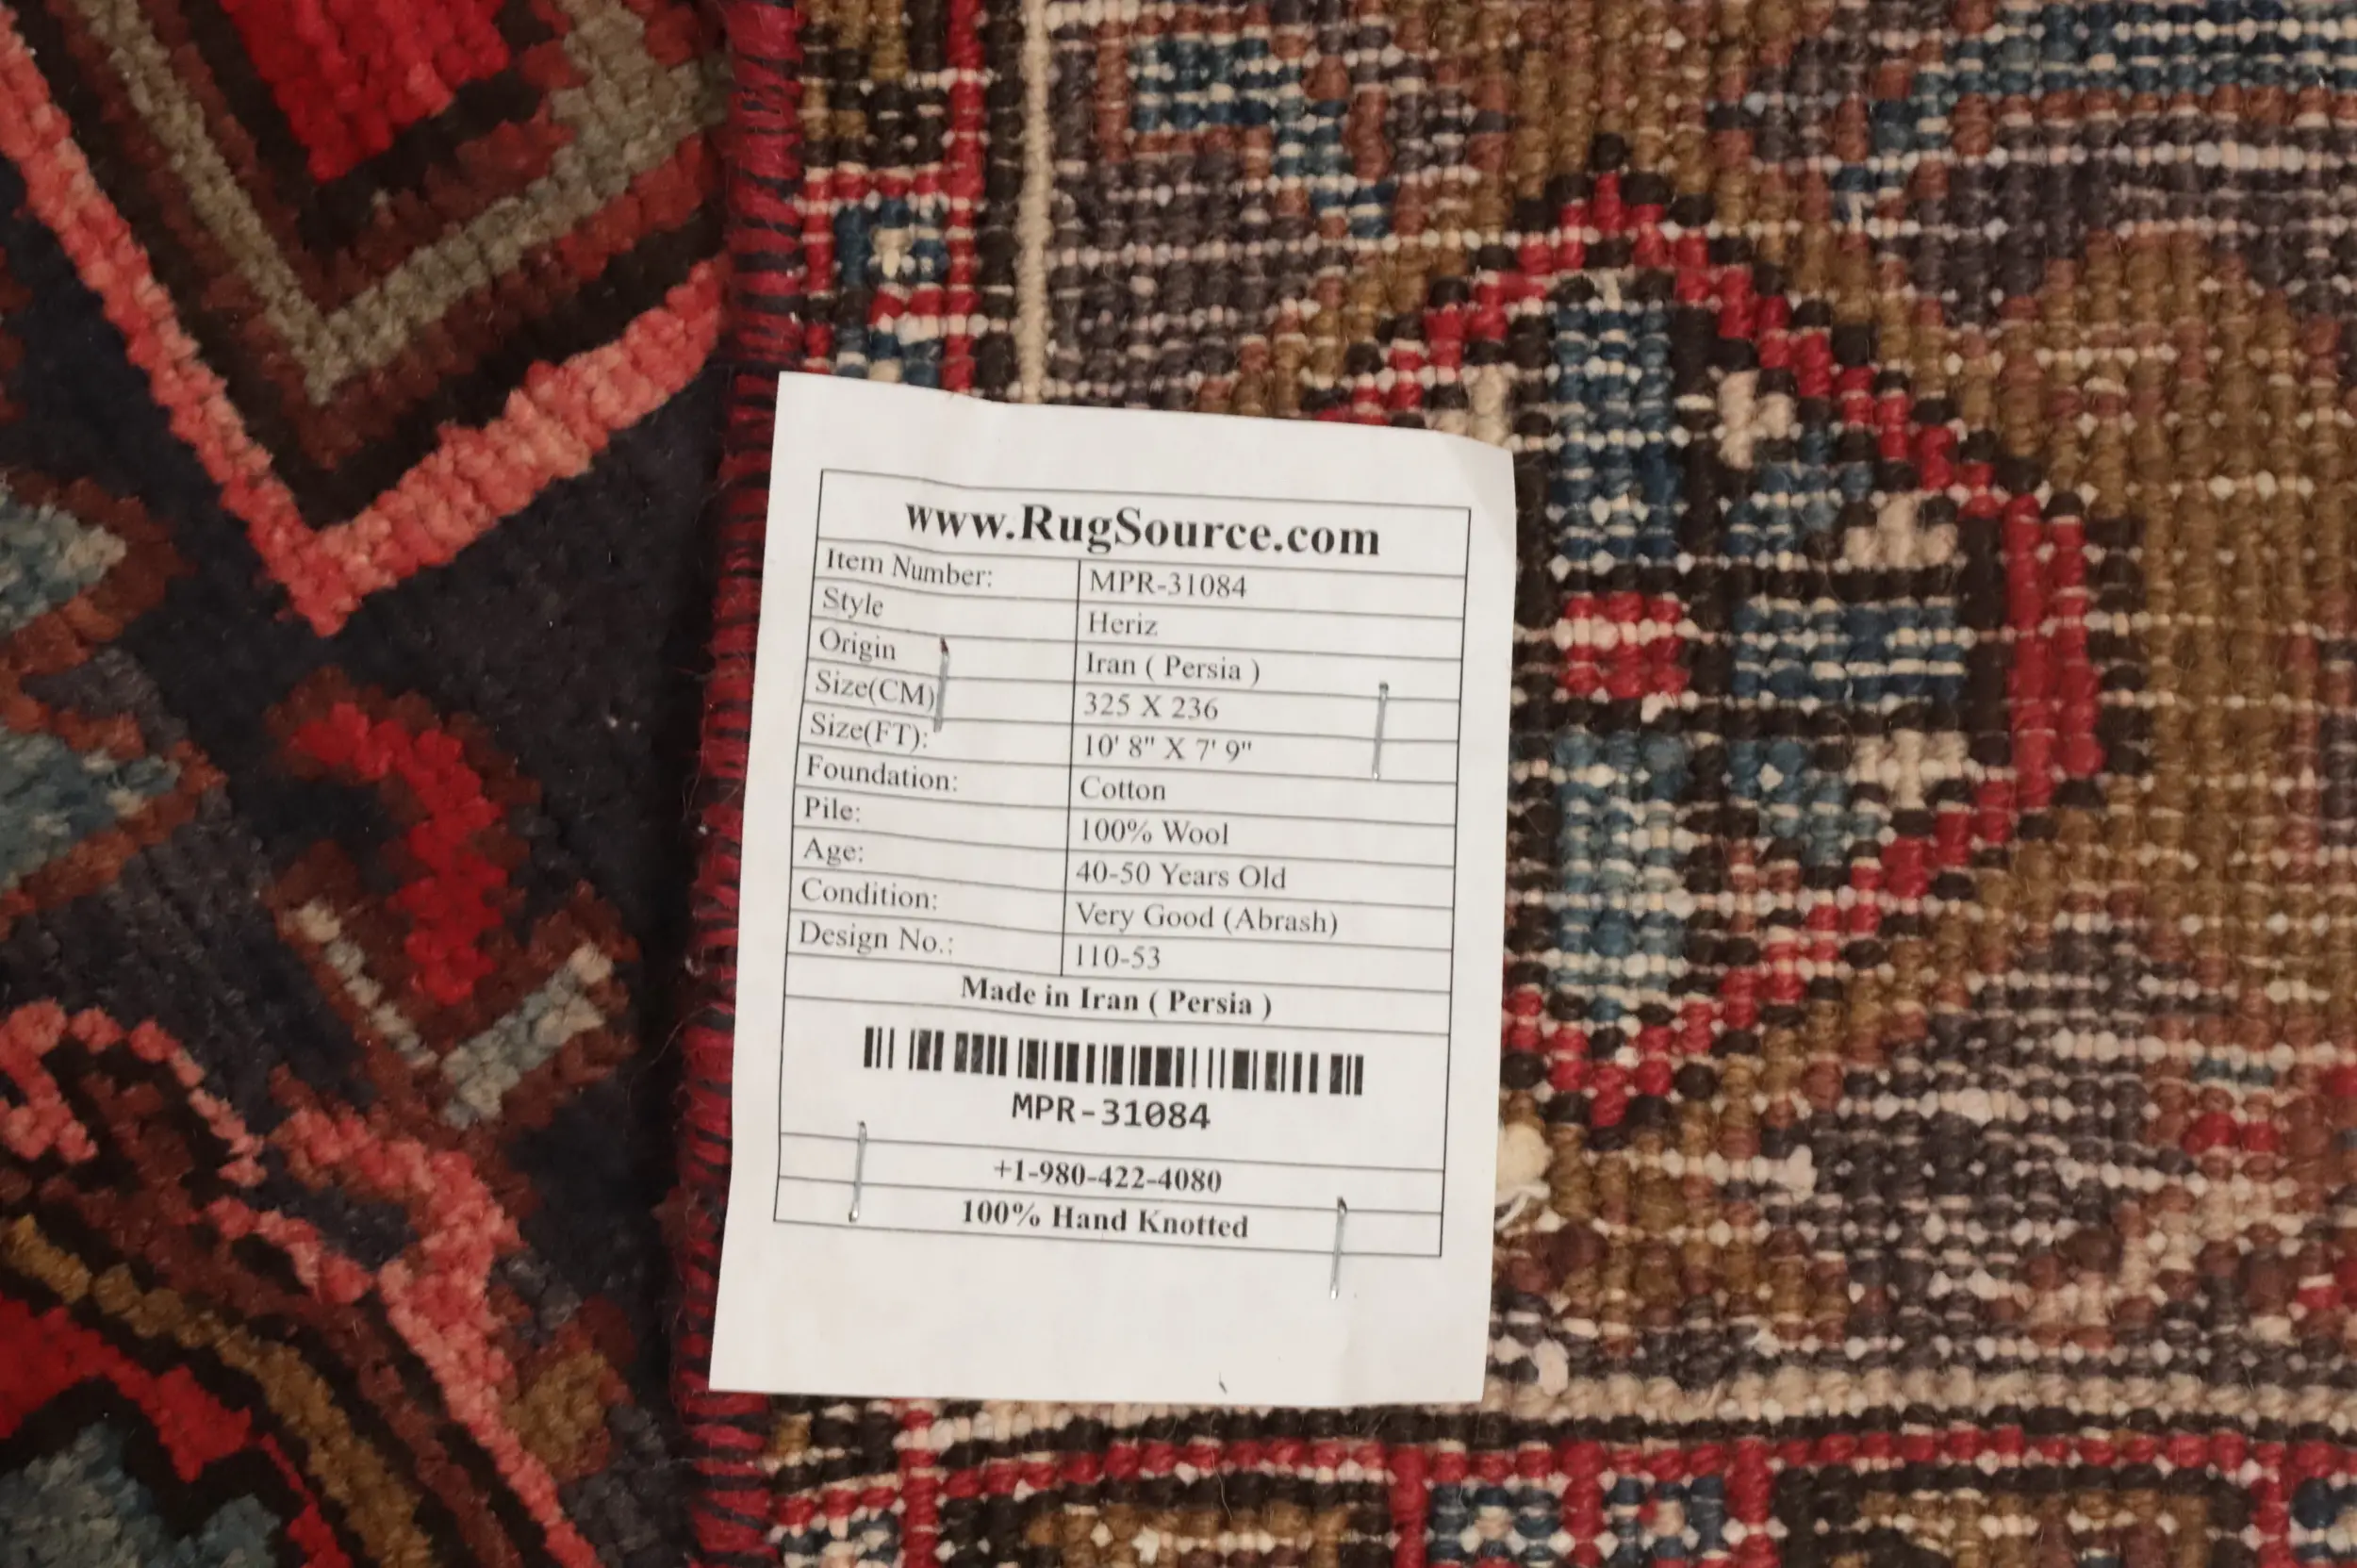 www.RugSource.com
Item Number: MPR-31084
Style Heriz
Origin Iran ( Persia )
Size(CM) 325 X 236
Size(FT): 10' 8" X 7' 9"
Foundation: Cotton
Pile: 100% Wool
Age: 40-50 Years Old
Condition: Very Good (Abrash)
Design No.: 110-53
Made in Iran ( Persia )
MPR-31084
+1-980-422-4080
100% Hand Knotted